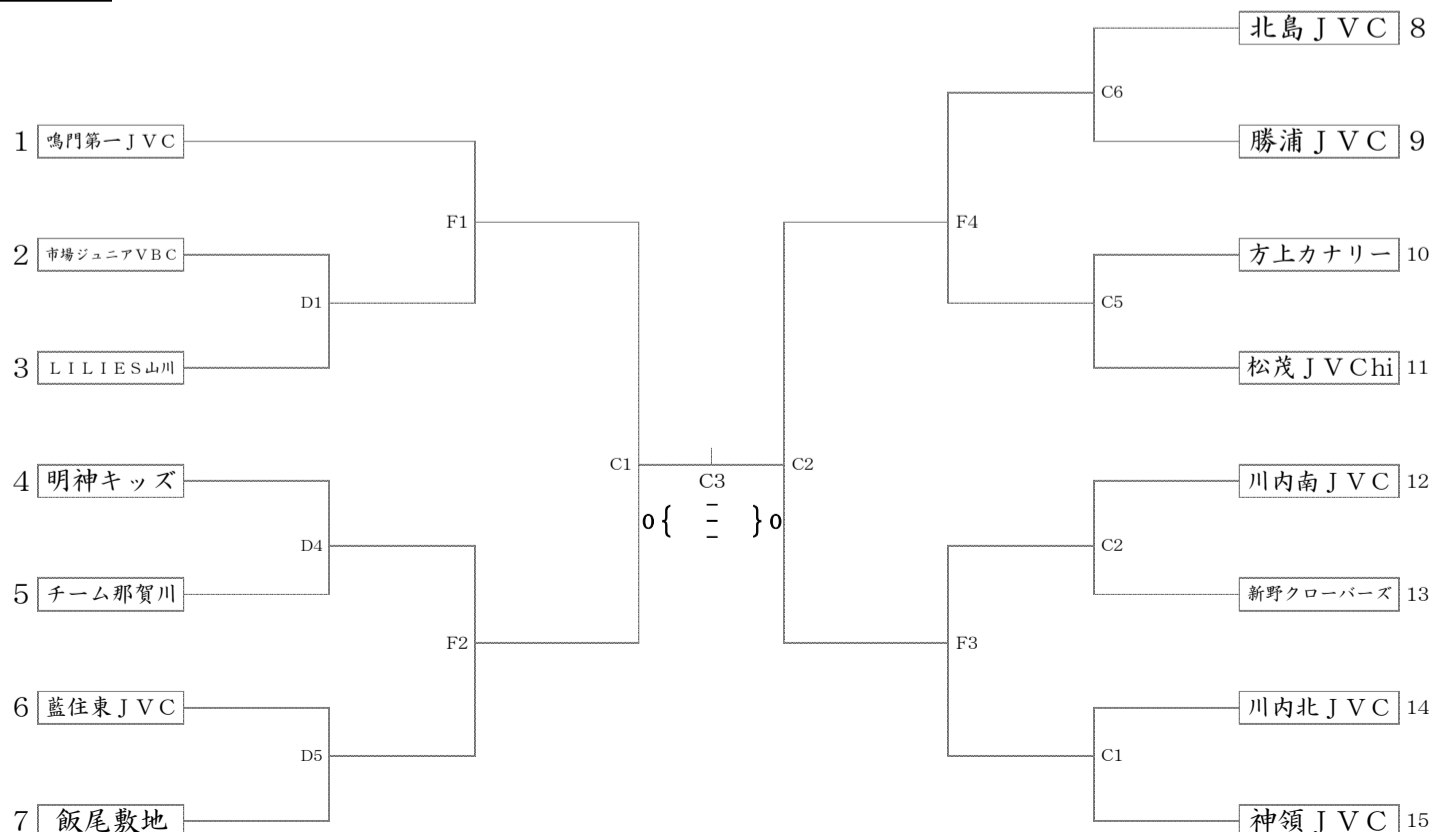 北島ＪＶＣ 8
C6
1 鳴門第一ＪＶＣ
勝浦ＪＶＣ 9
F1
F4
2 市場ジュニアＶＢＣ
方上カナリー 10
D1
C5
3 ＬＩＬＩＥＳ山川
松茂ＪＶＣhi 11
C1
C2
4 明神キッズ
C3
川内南ＪＶＣ 12
0 { － － － } 0
D4
C2
5 チーム那賀川
新野クローバーズ 13
F2
F3
6 藍住東ＪＶＣ
川内北ＪＶＣ 14
D5
C1
7 飯尾敷地
神領ＪＶＣ 15